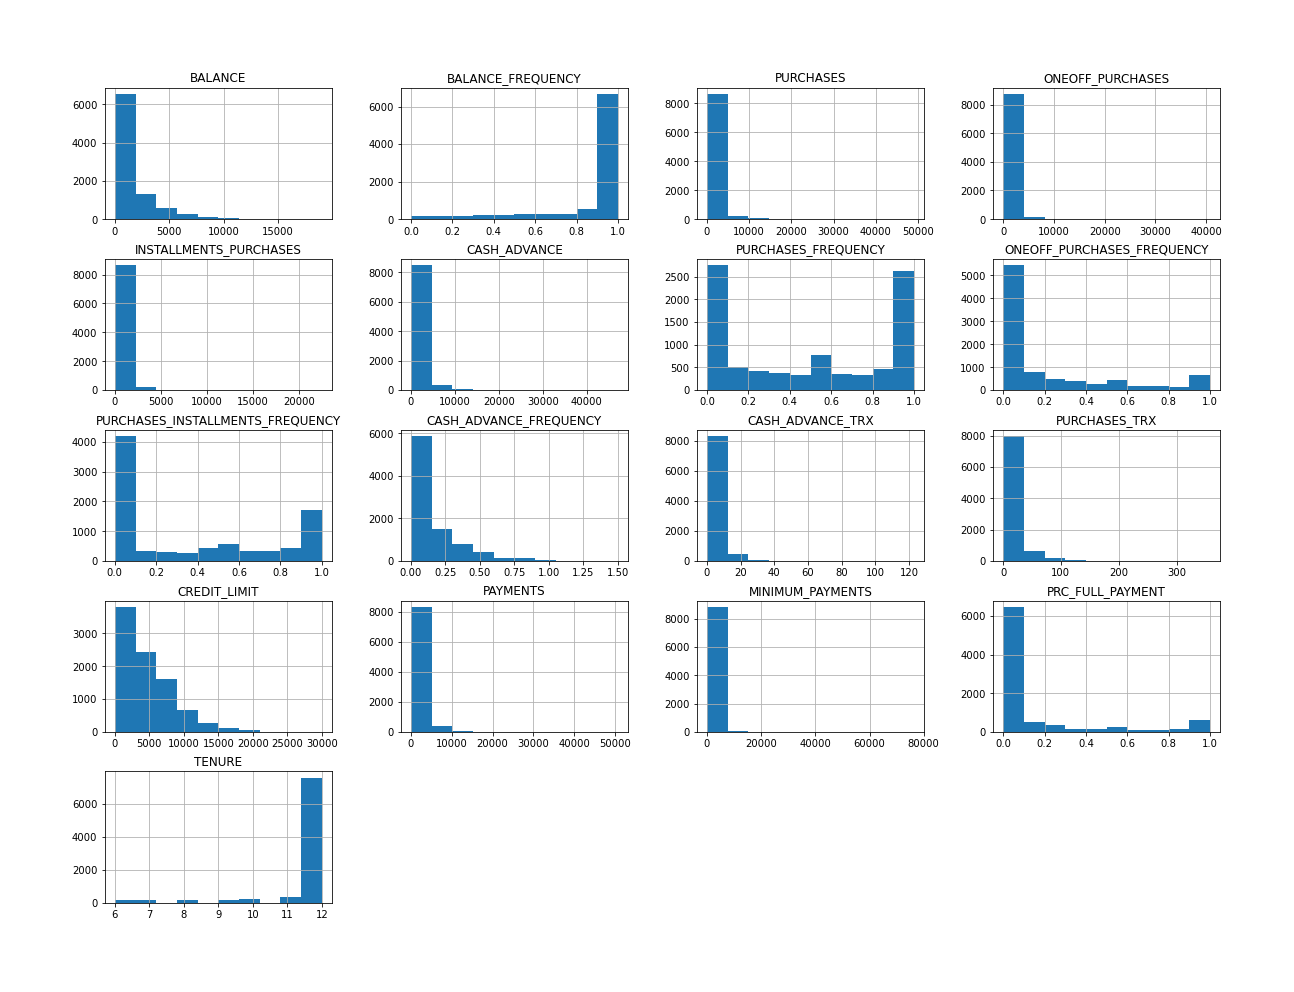 BALANCE
6000
4000
2000
0
0 5000 10000 15000
BALANCE_FREQUENCY
6000
4000
2000
0
0.0 0.2 0.4 0.6 0.8 1.0
PURCHASES
8000
6000
4000
2000
0
0 10000 20000 30000 40000 50000
ONEOFF_PURCHASES
8000
6000
4000
2000
0
0 10000 20000 30000 40000
INSTALLMENTS_PURCHASES
8000
6000
4000
2000
0
0 5000 10000 15000 20000
CASH_ADVANCE
8000
6000
4000
2000
0
0 10000 20000 30000 40000
PURCHASES_FREQUENCY
2500
2000
1500
1000
500
0
0.0 0.2 0.4 0.6 0.8 1.0
ONEOFF_PURCHASES_FREQUENCY
5000
4000
3000
2000
1000
0
0.0 0.2 0.4 0.6 0.8 1.0
PURCHASES_INSTALLMENTS_FREQUENCY
4000
3000
2000
1000
0
0.0 0.2 0.4 0.6 0.8 1.0
CASH_ADVANCE_FREQUENCY
6000
4000
2000
0
0.00 0.25 0.50 0.75 1.00 1.25 1.50
CASH_ADVANCE_TRX
8000
6000
4000
2000
0
0 20 40 60 80 100 120
PURCHASES_TRX
8000
6000
4000
2000
0
0 100 200 300
CREDIT_LIMIT
3000
2000
1000
0
0 5000 10000 15000 20000 25000 30000
PAYMENTS
8000
6000
4000
2000
0
0 10000 20000 30000 40000 50000
MINIMUM_PAYMENTS
8000
6000
4000
2000
0
0 20000 40000 60000 80000
PRC_FULL_PAYMENT
6000
4000
2000
0
0.0 0.2 0.4 0.6 0.8 1.0
TENURE
6000
4000
2000
0
6 7 8 9 10 11 12